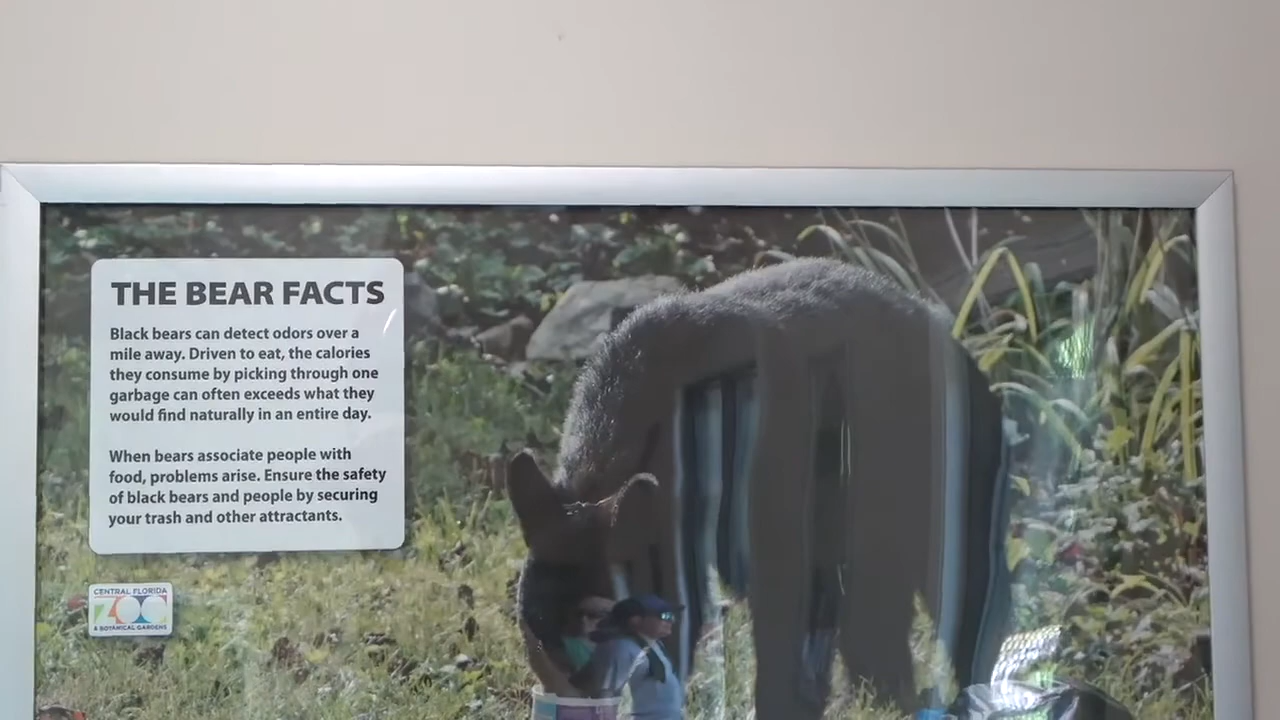 THE BEAR FACTS
Black bears can detect odors over a
mile away. Driven to eat, the calories
they consume by picking through one
garbage can often exceeds what they
would find naturally in an entire day.
When bears associate people with
food, problems arise. Ensure the safety
of black bears and people by securing
your trash and other attractants.
CENTRAL FLORIDA
ZOO
& BOTANICAL GARDENS